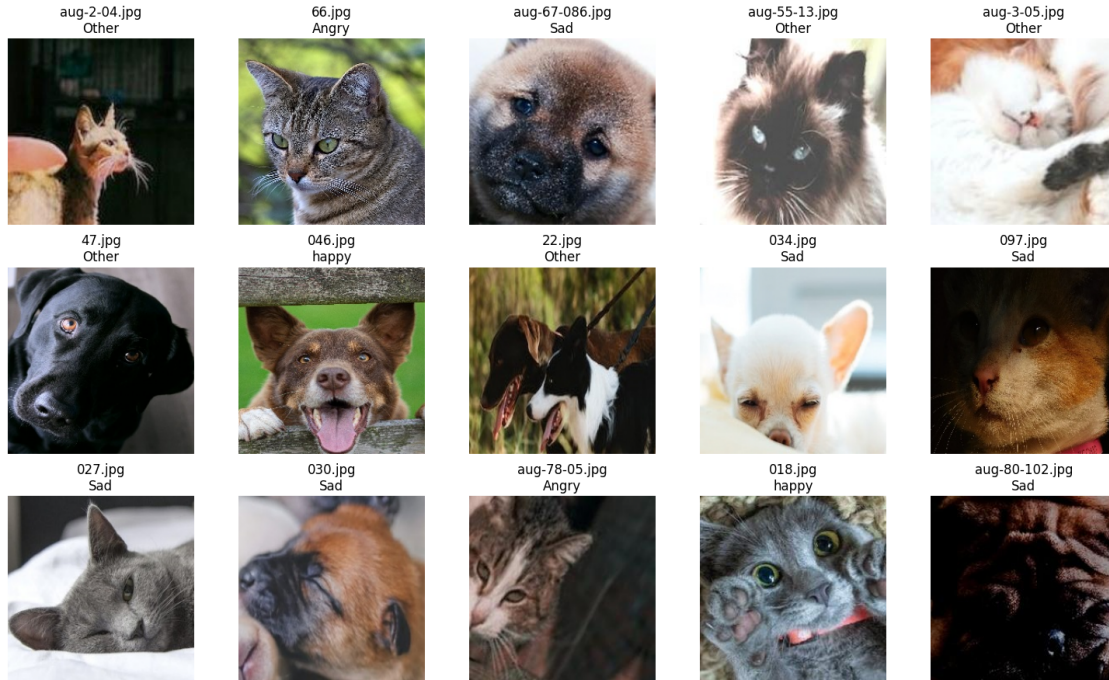 aug-2-04.jpg
Other
66.jpg
Angry
aug-67-086.jpg
Sad
aug-55-13.jpg
Other
aug-3-05.jpg
Other
47.jpg
Other
046.jpg
happy
22.jpg
Other
034.jpg
Sad
097.jpg
Sad
027.jpg
Sad
030.jpg
Sad
aug-78-05.jpg
Angry
018.jpg
happy
aug-80-102.jpg
Sad